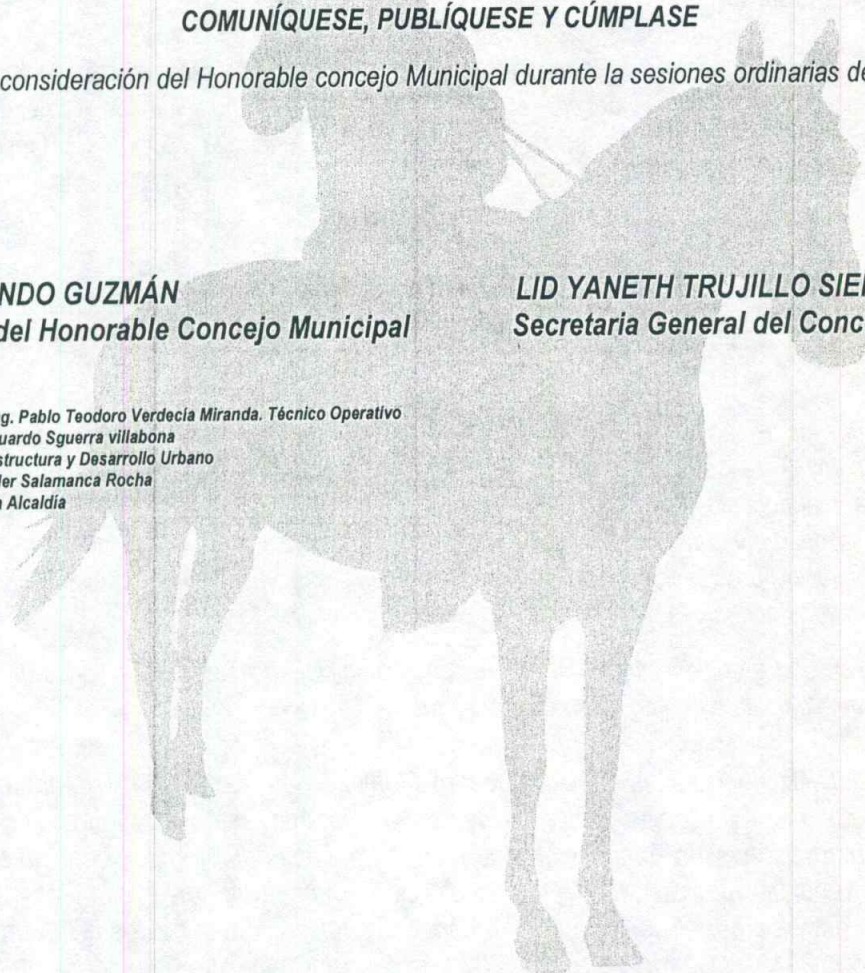 COMUNÍQUESE, PUBLÍQUESE Y CÚMPLASE
consideración del Honorable concejo Municipal durante la sesiones ordinarias de
NDO GUZMÁN
del Honorable Concejo Municipal
LID YANETH TRUJILLO SIE
Secretaria General del Conc
g. Pablo Teodoro Verdecía Miranda. Técnico Operativo
uardo Sguerra villabona
structura y Desarrollo Urbano
er Salamanca Rocha
Alcaldía